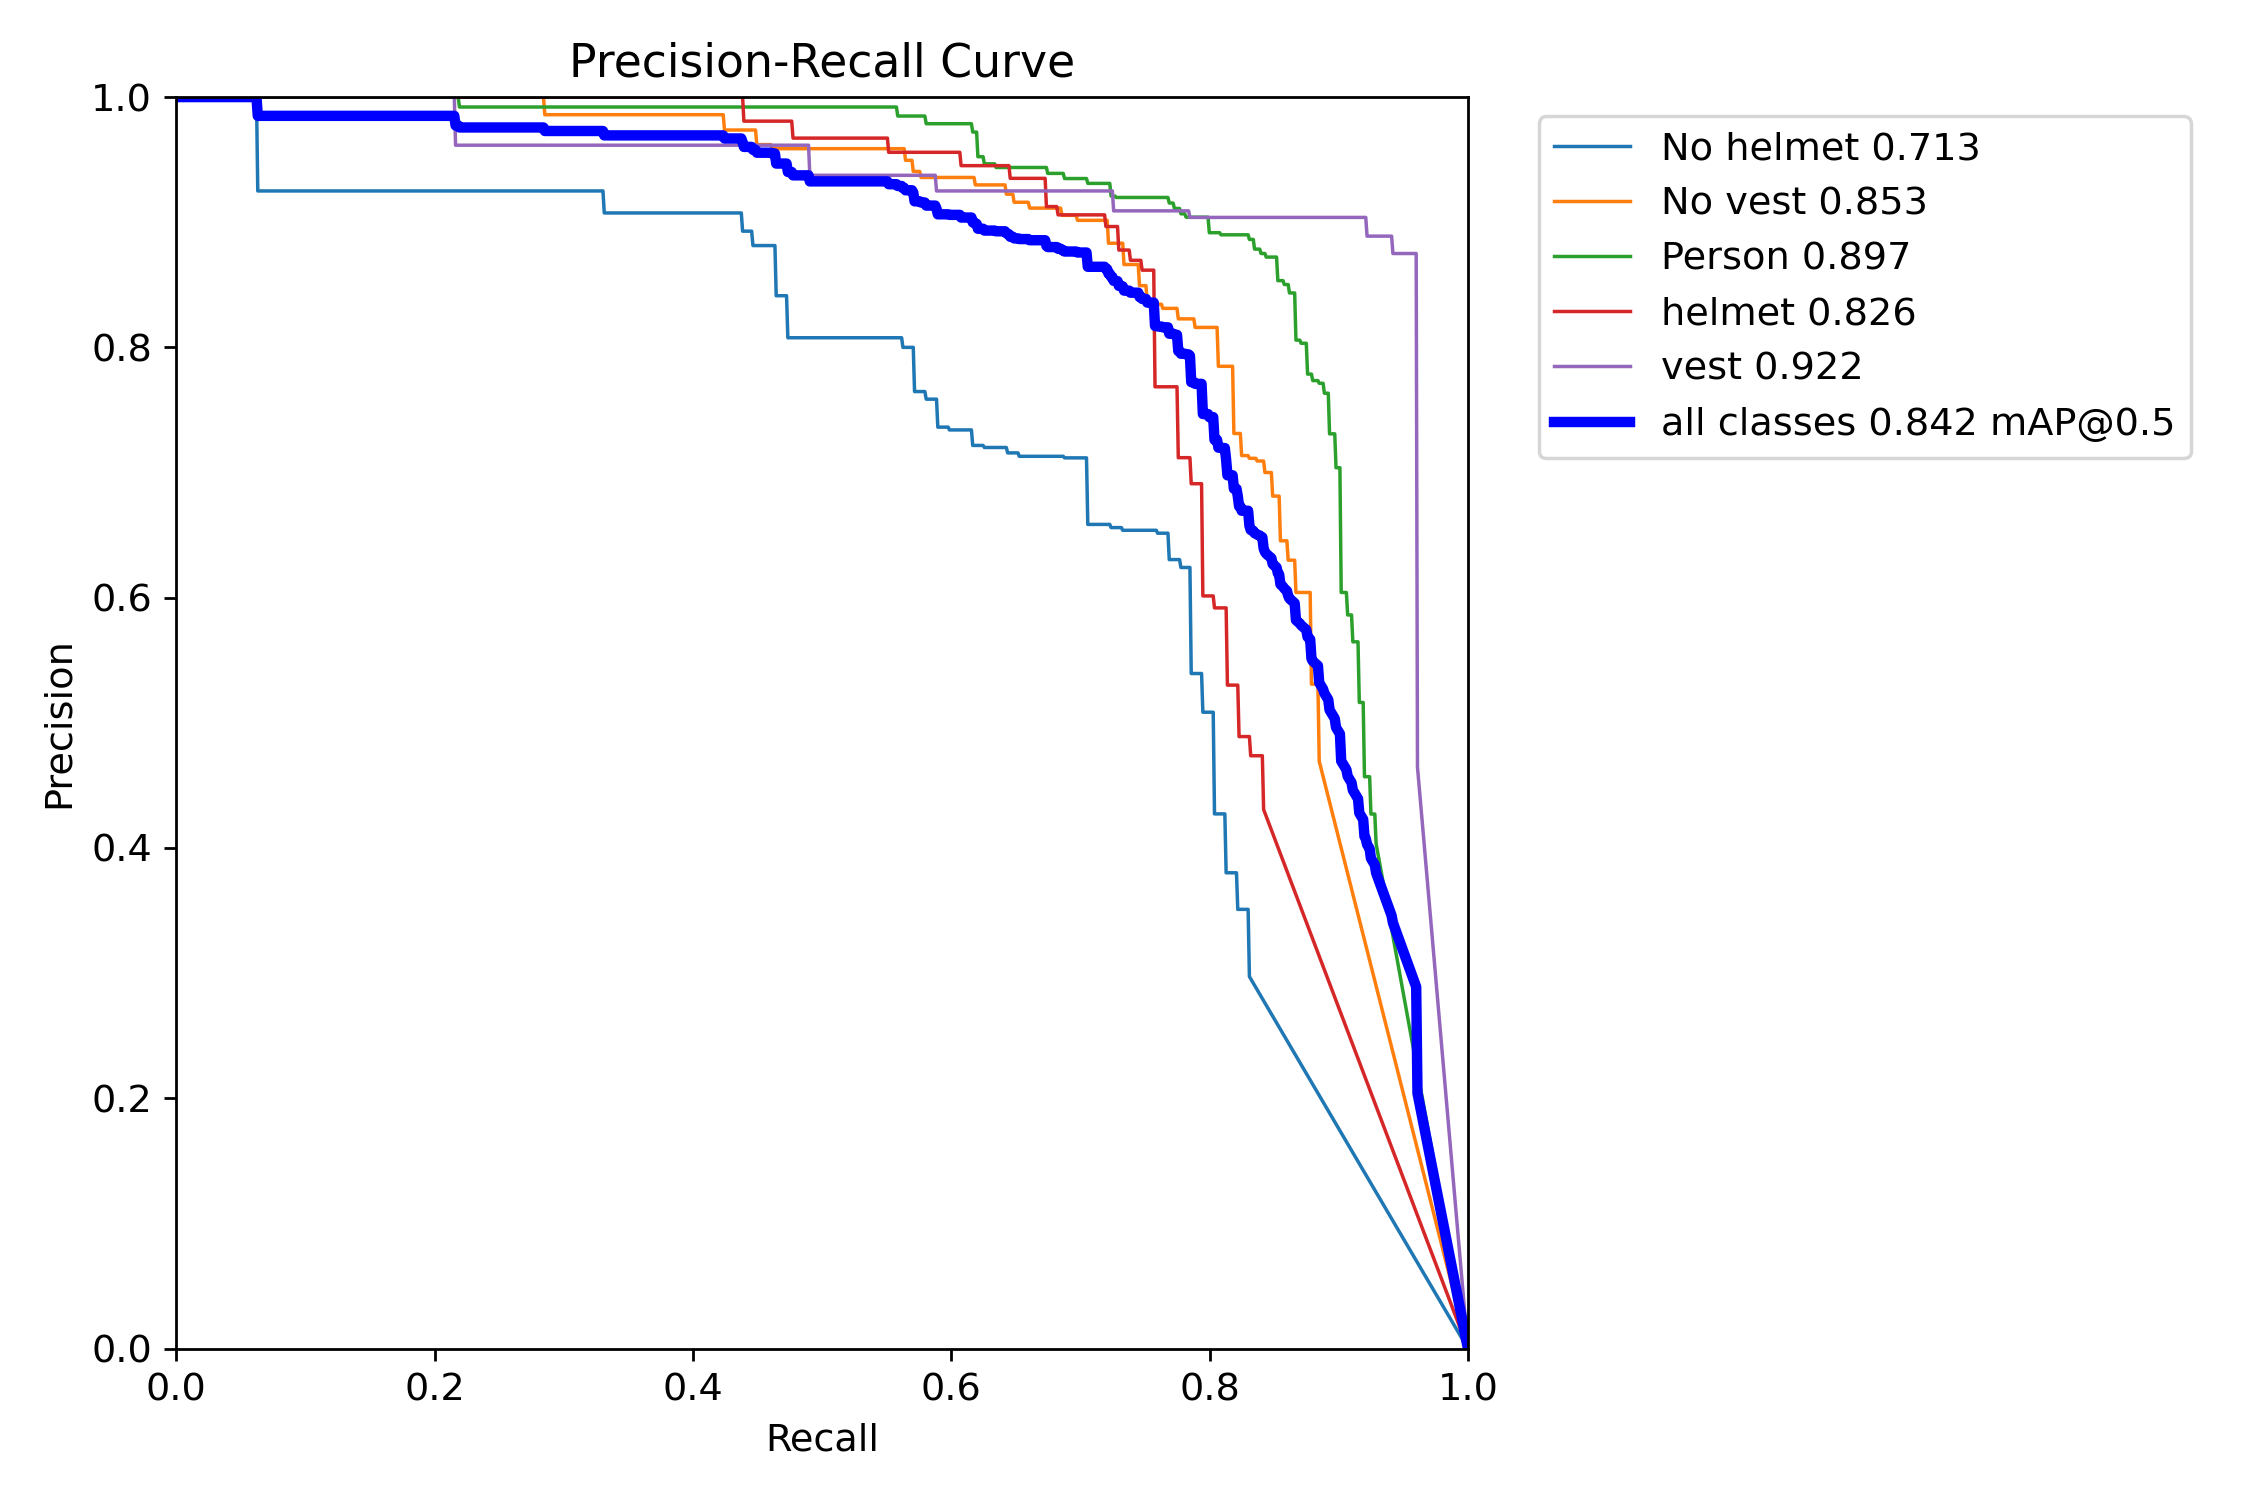 Precision-Recall Curve
1.0
0.8
0.6
0.4
0.2
0.0
Precision
0.0 0.2 0.4 0.6 0.8 1.0
Recall
No helmet 0.713
No vest 0.853
Person 0.897
helmet 0.826
vest 0.922
all classes 0.842 mAP@0.5